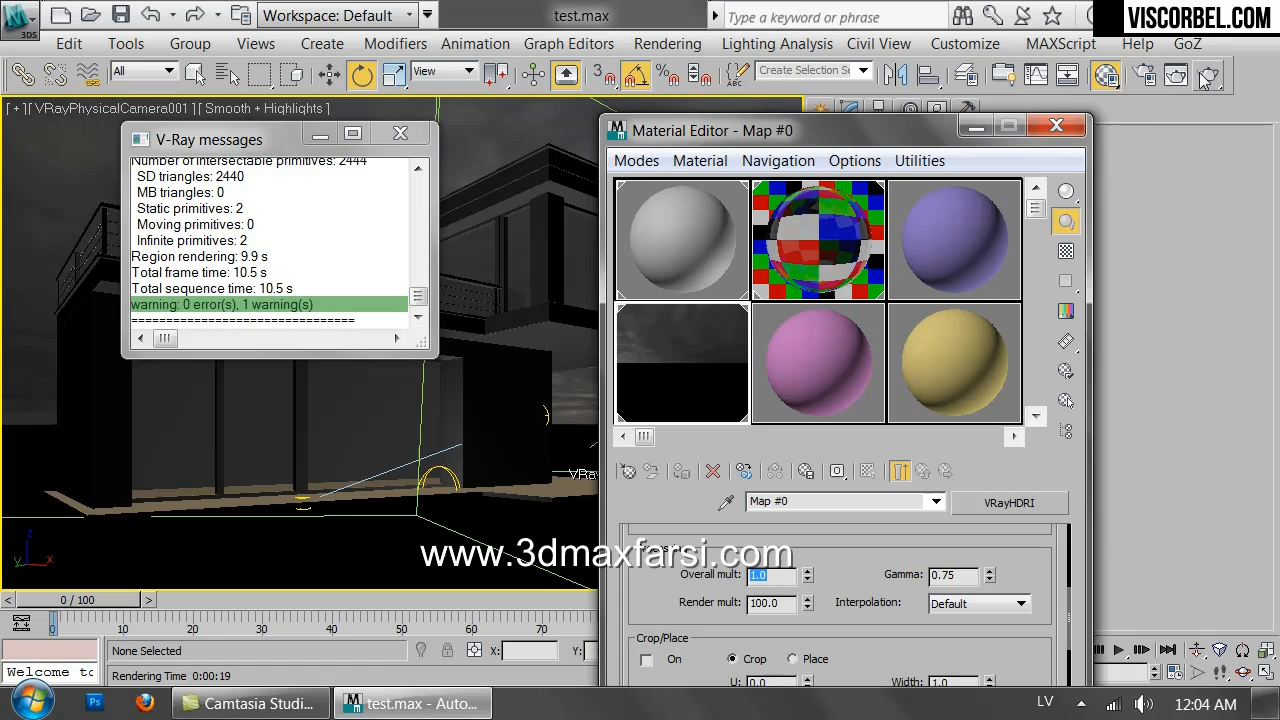 3DS
Workspace: Default
test.max
Type a keyword or phrase
VISCORBEL.COM
Edit Tools Group Views Create Modifiers Animation Graph Editors Rendering Lighting Analysis Civil View Customize MAXScript Help GoZ
All
View
3
ABC
Create Selection Se
[ + ][ VRayPhysicalCamera001 ][ Smooth + Highlights ]
V-Ray messages
Number of intersectable primitives: 2444
SD triangles: 2440
MB triangles: 0
Static primitives: 2
Moving primitives: 0
Infinite primitives: 2
Region rendering: 9.9 s
Total frame time: 10.5 s
Total sequence time: 10.5 s
warning: 0 error(s), 1 warning(s)
==============================
Material Editor - Map #0
Modes Material Navigation Options Utilities
Map #0
VRayHDRI
www.3dmaxfarsi.com
Overall mult: 1.0
Gamma: 0.75
Render mult: 100.0
Interpolation: Default
Crop/Place
On
Crop
Place
U: 0.0
Width: 1.0
VRay
z
y
x
< 0 / 100 >
0 10 20 30 40 50 60 70
None Selected
X:
Y:
Welcome to
Rendering Time 0:00:19
Ps
Camtasia Studi...
test.max - Auto...
LV
12:04 AM